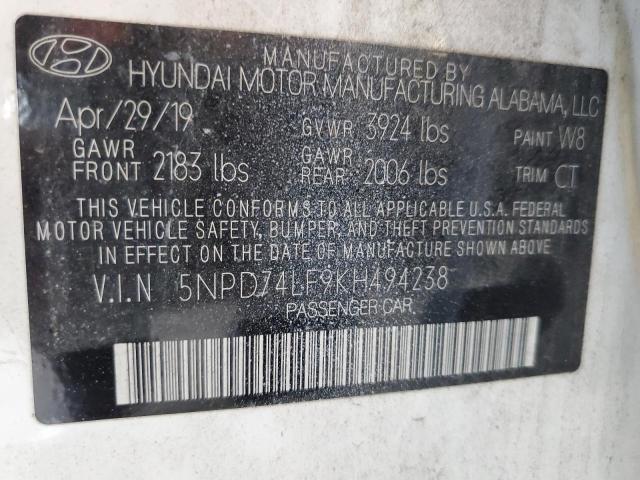 MANUFACTURED BY
HYUNDAI MOTOR MANUFACTURING ALABAMA, LLC
Apr/29/19 GVWR 3924 lbs PAINT W8
GAWR FRONT 2183 lbs GAWR REAR 2006 lbs TRIM CT
THIS VEHICLE CONFORMS TO ALL APPLICABLE U.S.A. FEDERAL
MOTOR VEHICLE SAFETY, BUMPER, AND THEFT PREVENTION STANDARDS
IN EFFECT ON THE DATE OF MANUFACTURE SHOWN ABOVE
V.I.N 5NPD74LF9KH494238
PASSENGER CAR